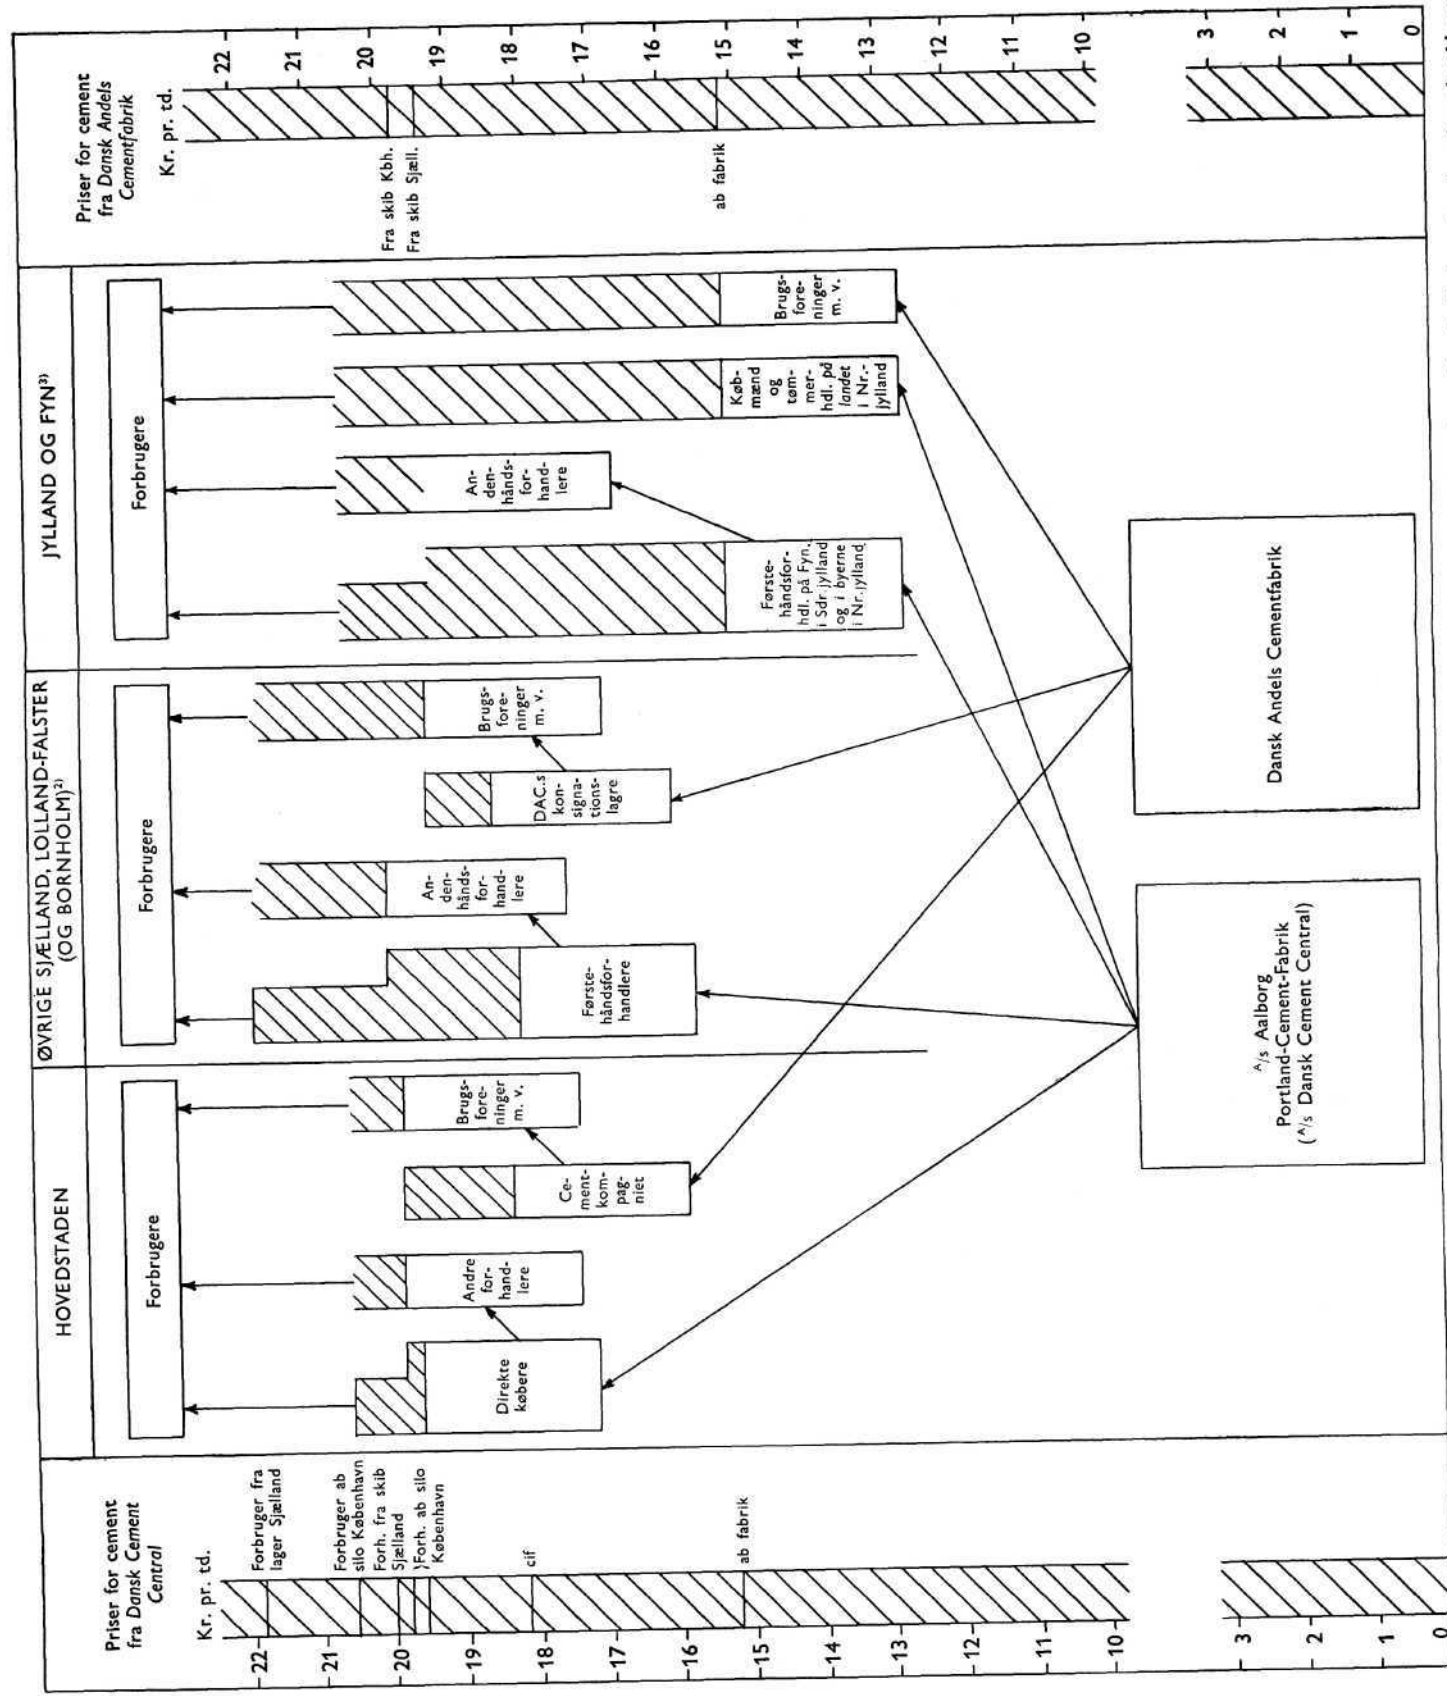 Priser for cement
fra Dansk Cement
Central
Kr. pr. td.
22
21
20
19
18
17
16
15
14
13
12
11
10
3
2
1
0
Forbruger fra
lager Sjælland
Forbruger ab
silo København
Forh. fra skib
Sjælland
Forh. ab silo
København
cif
ab fabrik
HOVEDSTADEN
Forbrugere
Direkte
købere
Andre
for-
hand-
lere
Ce-
ment-
kom-
pag-
niet
Brugs-
fore-
ninger
m. v.
ØVRIGE SJÆLLAND, LOLLAND-FALSTER
(OG BORNHOLM)²⁾
Forbrugere
Første-
håndsfor-
handlere
An-
den-
hånds-
for-
hand-
lere
DAC.s
kon-
signa-
tions-
lagre
Brugs-
fore-
ninger
m. v.
JYLLAND OG FYN³⁾
Forbrugere
Første-
håndsfor-
hdl. på Fyn,
i Sdr. jylland
og i byerne
i Nr. jylland
An-
den-
hånds-
for-
hand-
lere
Køb-
mænd
og
tøm-
mer-
hdl. på
landet
i Nr.-
jylland
Brugs-
fore-
ninger
m. v.
A/s Aalborg
Portland-Cement-Fabrik
(A/s Dansk Cement Central)
Dansk Andels Cementfabrik
Priser for cement
fra Dansk Andels
Cementfabrik
Kr. pr. td.
Fra skib Kbh.
Fra skib Sjæll.
ab fabrik
22
21
20
19
18
17
16
15
14
13
12
11
10
3
2
1
0